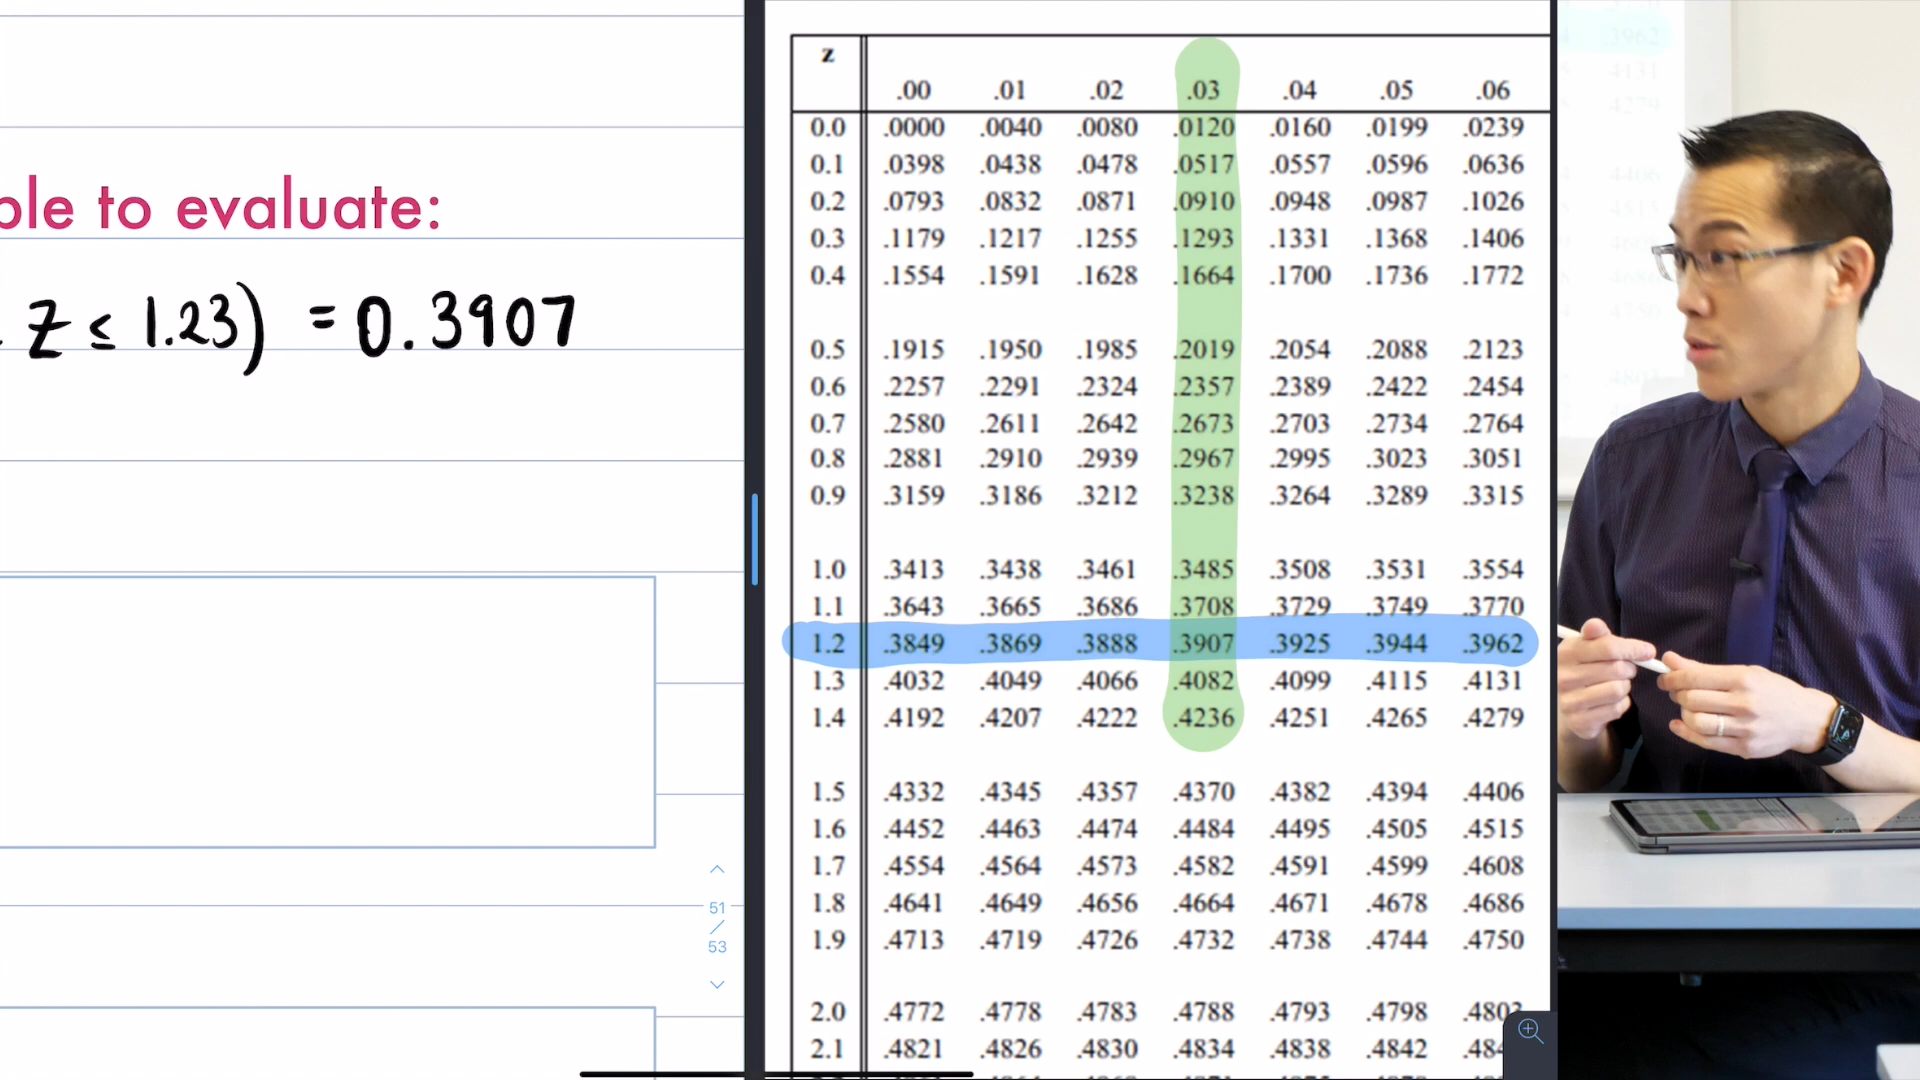 ble to evaluate:
z ≤ 1.23) = 0.3907
51
/
53
z
.00 .01 .02 .03 .04 .05 .06
0.0 .0000 .0040 .0080 .0120 .0160 .0199 .0239
0.1 .0398 .0438 .0478 .0517 .0557 .0596 .0636
0.2 .0793 .0832 .0871 .0910 .0948 .0987 .1026
0.3 .1179 .1217 .1255 .1293 .1331 .1368 .1406
0.4 .1554 .1591 .1628 .1664 .1700 .1736 .1772
0.5 .1915 .1950 .1985 .2019 .2054 .2088 .2123
0.6 .2257 .2291 .2324 .2357 .2389 .2422 .2454
0.7 .2580 .2611 .2642 .2673 .2703 .2734 .2764
0.8 .2881 .2910 .2939 .2967 .2995 .3023 .3051
0.9 .3159 .3186 .3212 .3238 .3264 .3289 .3315
1.0 .3413 .3438 .3461 .3485 .3508 .3531 .3554
1.1 .3643 .3665 .3686 .3708 .3729 .3749 .3770
1.2 .3849 .3869 .3888 .3907 .3925 .3944 .3962
1.3 .4032 .4049 .4066 .4082 .4099 .4115 .4131
1.4 .4192 .4207 .4222 .4236 .4251 .4265 .4279
1.5 .4332 .4345 .4357 .4370 .4382 .4394 .4406
1.6 .4452 .4463 .4474 .4484 .4495 .4505 .4515
1.7 .4554 .4564 .4573 .4582 .4591 .4599 .4608
1.8 .4641 .4649 .4656 .4664 .4671 .4678 .4686
1.9 .4713 .4719 .4726 .4732 .4738 .4744 .4750
2.0 .4772 .4778 .4783 .4788 .4793 .4798 .4803
2.1 .4821 .4826 .4830 .4834 .4838 .4842